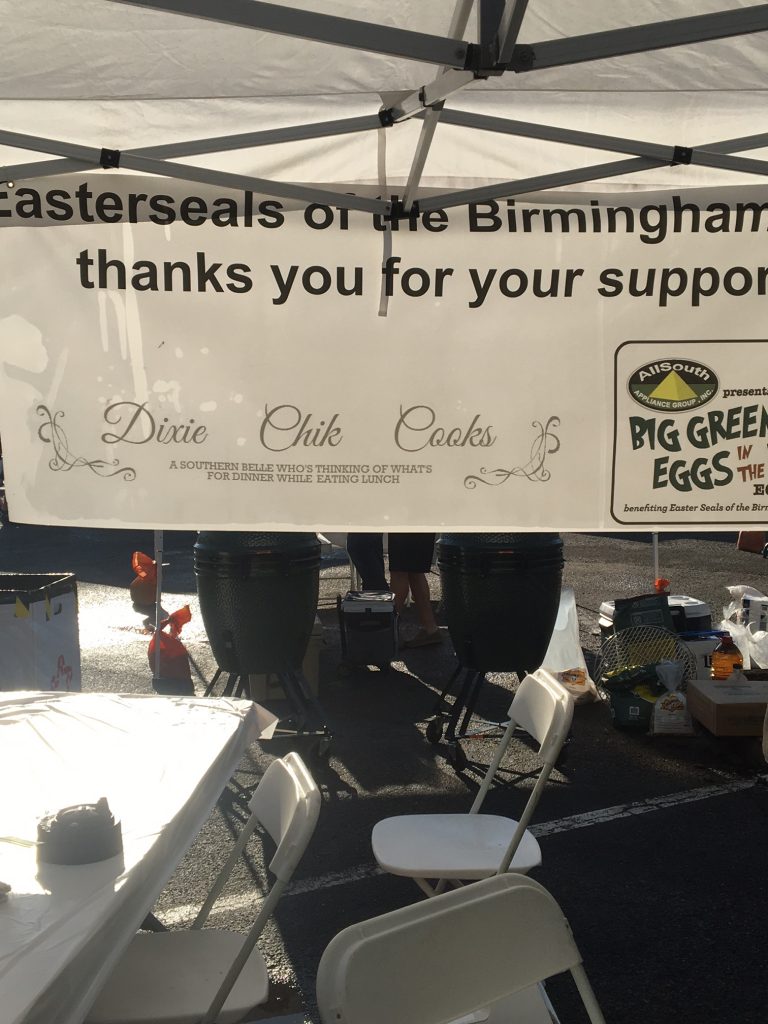 Easterseals of the Birmingham
thanks you for your suppor
Dixie Chik Cooks
A SOUTHERN BELLE WHO'S THINKING OF WHAT'S
FOR DINNER WHILE EATING LUNCH
AllSouth
APPLIANCE GROUP, INC.
presents
BIG GREEN
EGGS IN
THE
benefiting Easter Seals of the Birm